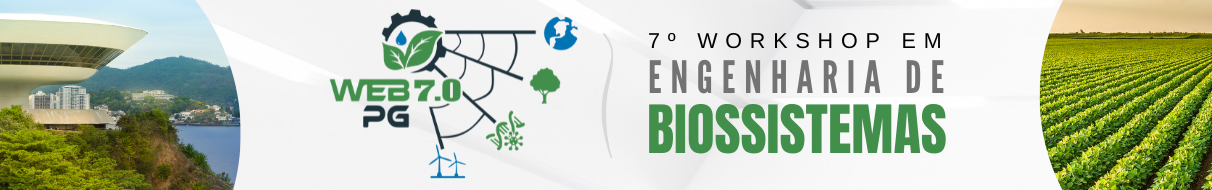 WEB 7.0
PG
7º WORKSHOP EM
ENGENHARIA DE
BIOSSISTEMAS